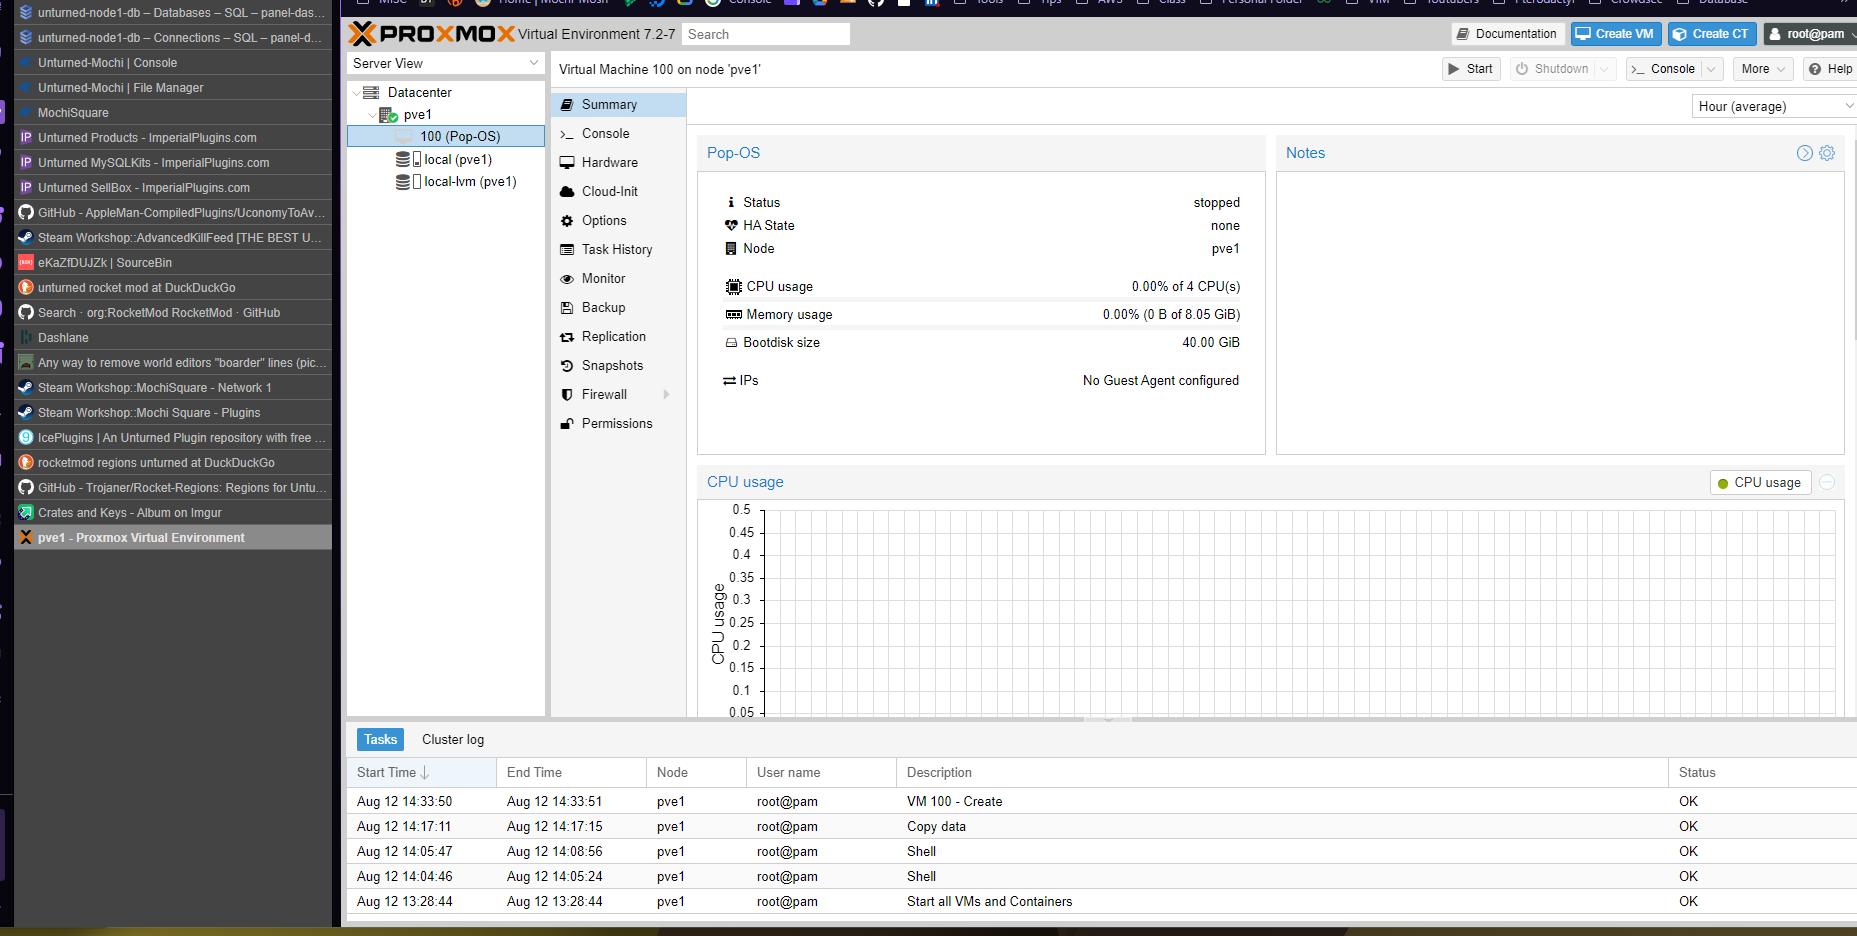 MISC
Home | Mochi Mosh
Console
Tools
Tips
AWS
Class
Personal Folder
VIM
Youtubers
Pterodactyl
Crowdsec
Database
unturned-node1-db – Databases – SQL – panel-das...
unturned-node1-db – Connections – SQL – panel-d...
Unturned-Mochi | Console
Unturned-Mochi | File Manager
MochiSquare
Unturned Products - ImperialPlugins.com
Unturned MySQLKits - ImperialPlugins.com
Unturned SellBox - ImperialPlugins.com
GitHub - AppleMan-CompiledPlugins/UconomyToAv...
Steam Workshop::AdvancedKillFeed [THE BEST U...
eKaZfDUJZk | SourceBin
unturned rocket mod at DuckDuckGo
Search · org:RocketMod RocketMod · GitHub
Dashlane
Any way to remove world editors "boarder" lines (pic...
Steam Workshop::MochiSquare - Network 1
Steam Workshop::Mochi Square - Plugins
IcePlugins | An Unturned Plugin repository with free ...
rocketmod regions unturned at DuckDuckGo
GitHub - Trojaner/Rocket-Regions: Regions for Untu...
Crates and Keys - Album on Imgur
pve1 - Proxmox Virtual Environment
PROXMOX Virtual Environment 7.2-7
Search
Documentation
Create VM
Create CT
root@pam
Server View
Datacenter
pve1
100 (Pop-OS)
local (pve1)
local-lvm (pve1)
Virtual Machine 100 on node 'pve1'
Start
Shutdown
Console
More
Help
Summary
Console
Hardware
Cloud-Init
Options
Task History
Monitor
Backup
Replication
Snapshots
Firewall
Permissions
Hour (average)
Pop-OS
Status stopped
HA State none
Node pve1
CPU usage 0.00% of 4 CPU(s)
Memory usage 0.00% (0 B of 8.05 GiB)
Bootdisk size 40.00 GiB
IPs No Guest Agent configured
Notes
CPU usage
CPU usage
0.5
0.45
0.4
0.35
0.3
0.25
0.2
0.15
0.1
0.05
CPU usage
Tasks
Cluster log
Start Time End Time Node User name Description Status
Aug 12 14:33:50 Aug 12 14:33:51 pve1 root@pam VM 100 - Create OK
Aug 12 14:17:11 Aug 12 14:17:15 pve1 root@pam Copy data OK
Aug 12 14:05:47 Aug 12 14:08:56 pve1 root@pam Shell OK
Aug 12 14:04:46 Aug 12 14:05:24 pve1 root@pam Shell OK
Aug 12 13:28:44 Aug 12 13:28:44 pve1 root@pam Start all VMs and Containers OK